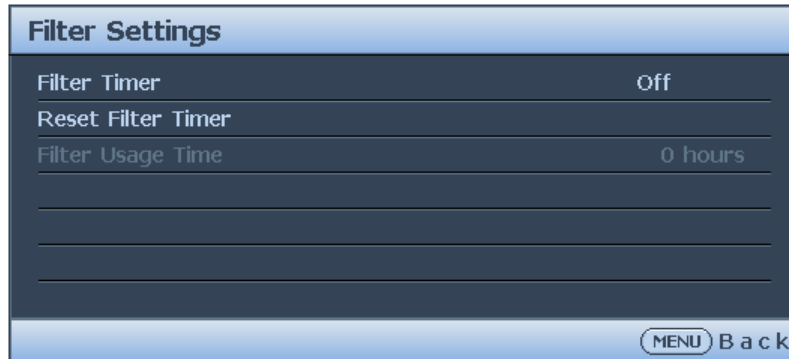 Filter Settings
Filter Timer Off
Reset Filter Timer
Filter Usage Time 0 hours
MENU Back